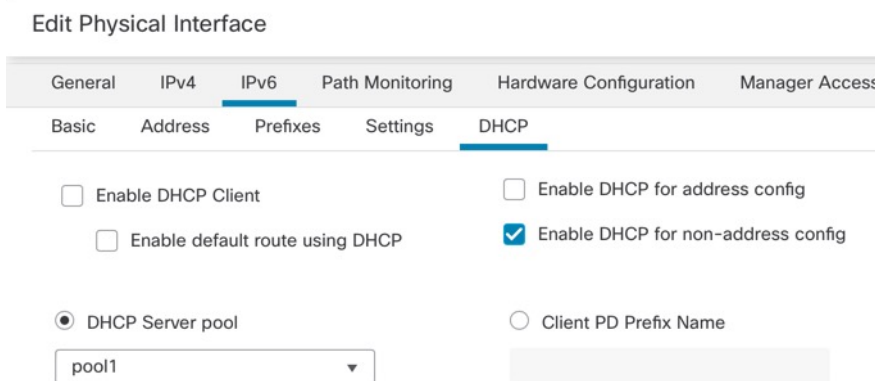 Edit Physical Interface
General IPv4 IPv6 Path Monitoring Hardware Configuration Manager Access
Basic Address Prefixes Settings DHCP
Enable DHCP Client Enable DHCP for address config
Enable default route using DHCP Enable DHCP for non-address config
DHCP Server pool Client PD Prefix Name
pool1